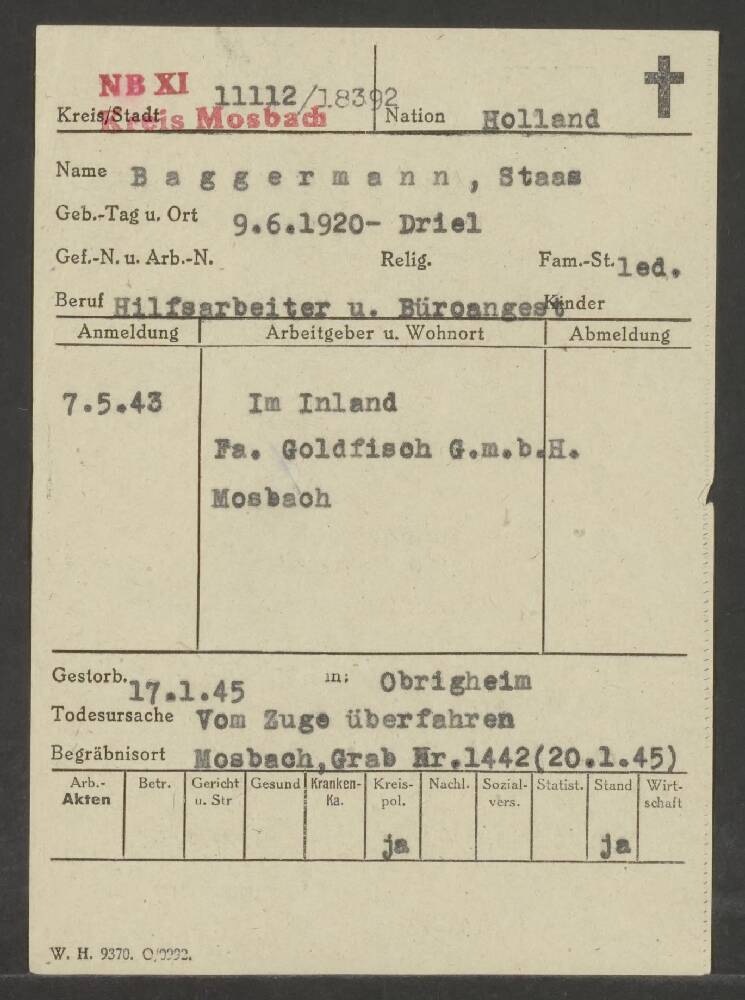 NB XI 11112/18392
Kreis/Stadt Kreis Mosbach Nation Holland
Name Baggermann, Staas
Geb.-Tag u. Ort 9.6.1920- Driel
Gef.-N. u. Arb.-N. Relig. Fam.-St. led.
Beruf Hilfsarbeiter u. Büroangest Kinder
Anmeldung Arbeitgeber u. Wohnort Abmeldung
7.5.43 Im Inland
Fa. Goldfisch G.m.b.H.
Mosbach
Gestorb. 17.1.45 in: Obrigheim
Todesursache Vom Zuge überfahren
Begräbnisort Mosbach, Grab Nr.1442(20.1.45)
Arb.- Betr. Gericht Gesund Kranken- Kreis- Nachl. Sozial- Statist. Stand Wirt-
Akten u. Str Ka. pol. vers. schaft
ja ja
W. H. 9370.